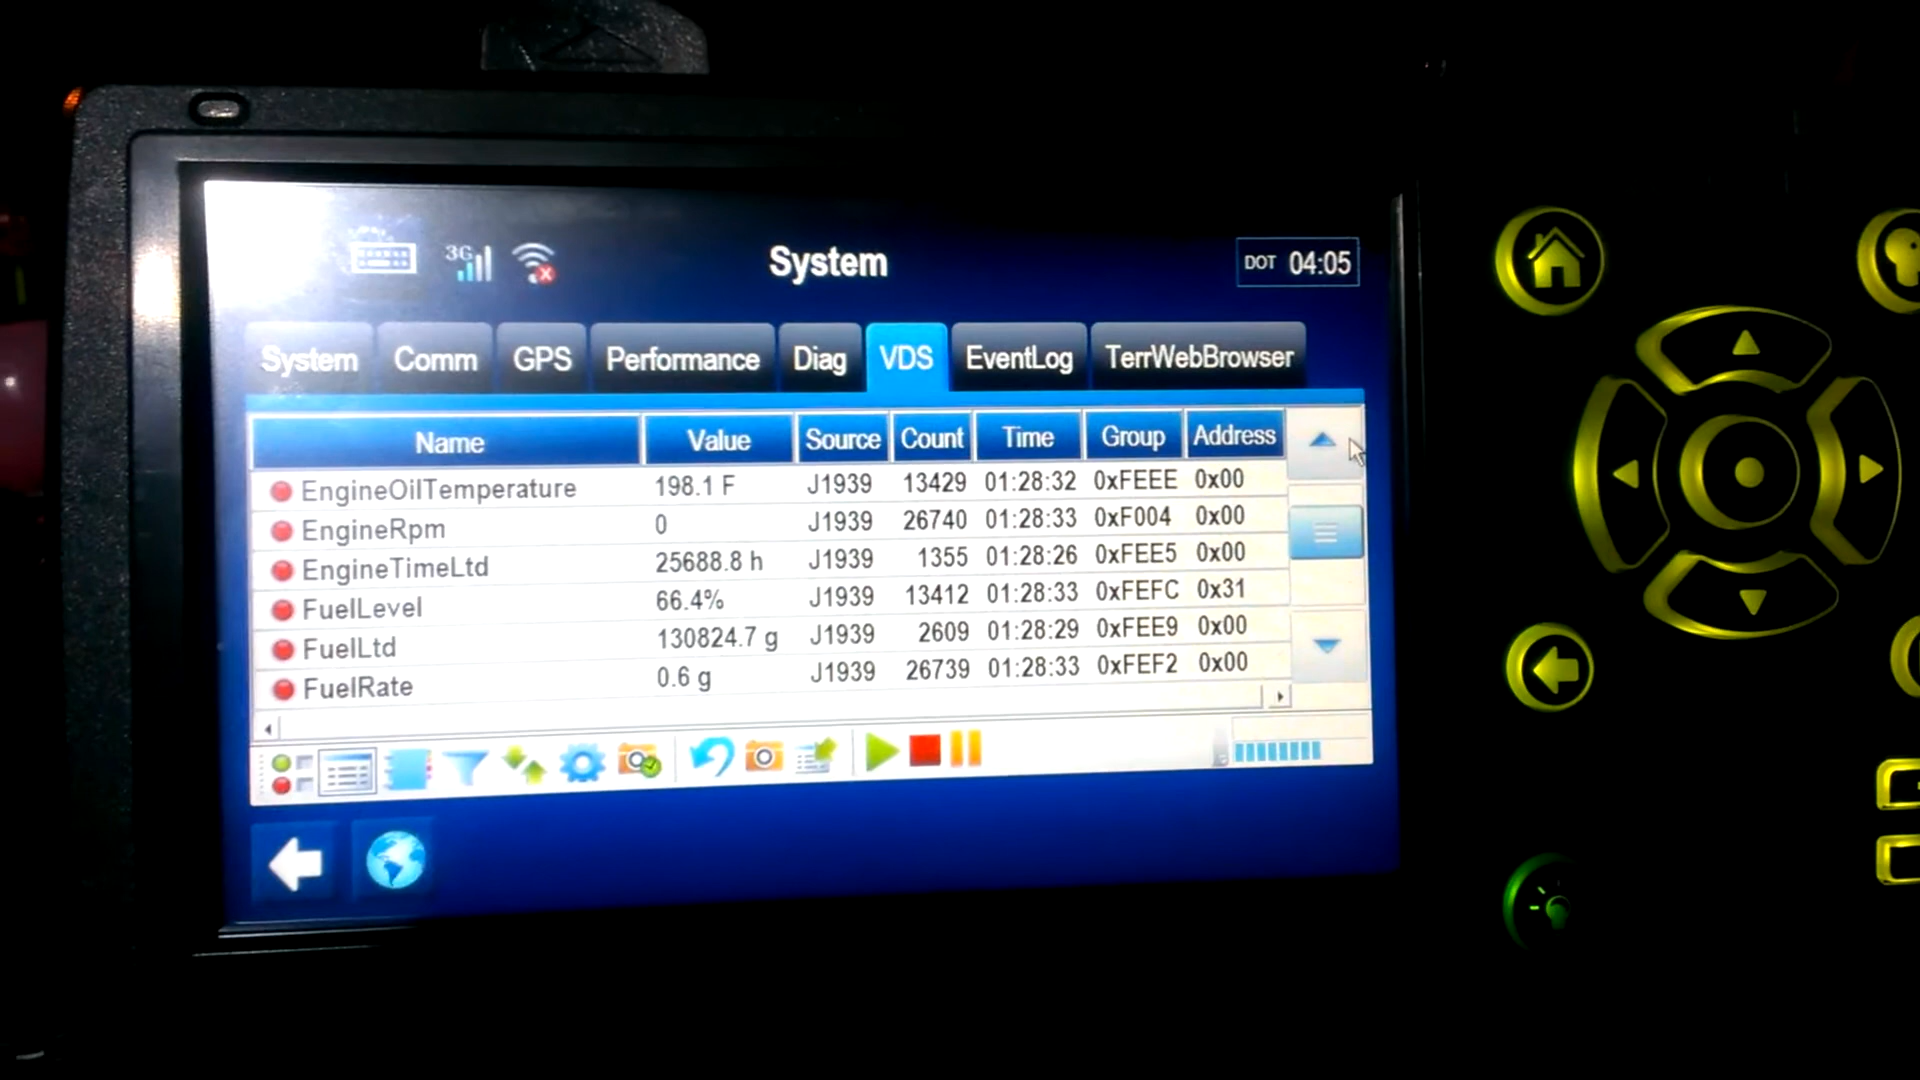 3G System DOT 04:05
System Comm GPS Performance Diag VDS EventLog TerrWebBrowser
Name Value Source Count Time Group Address
EngineOilTemperature 198.1 F J1939 13429 01:28:32 0xFEEE 0x00
EngineRpm 0 J1939 26740 01:28:33 0xF004 0x00
EngineTimeLtd 25688.8 h J1939 1355 01:28:26 0xFEE5 0x00
FuelLevel 66.4% J1939 13412 01:28:33 0xFEFC 0x31
FuelLtd 130824.7 g J1939 2609 01:28:29 0xFEE9 0x00
FuelRate 0.6 g J1939 26739 01:28:33 0xFEF2 0x00